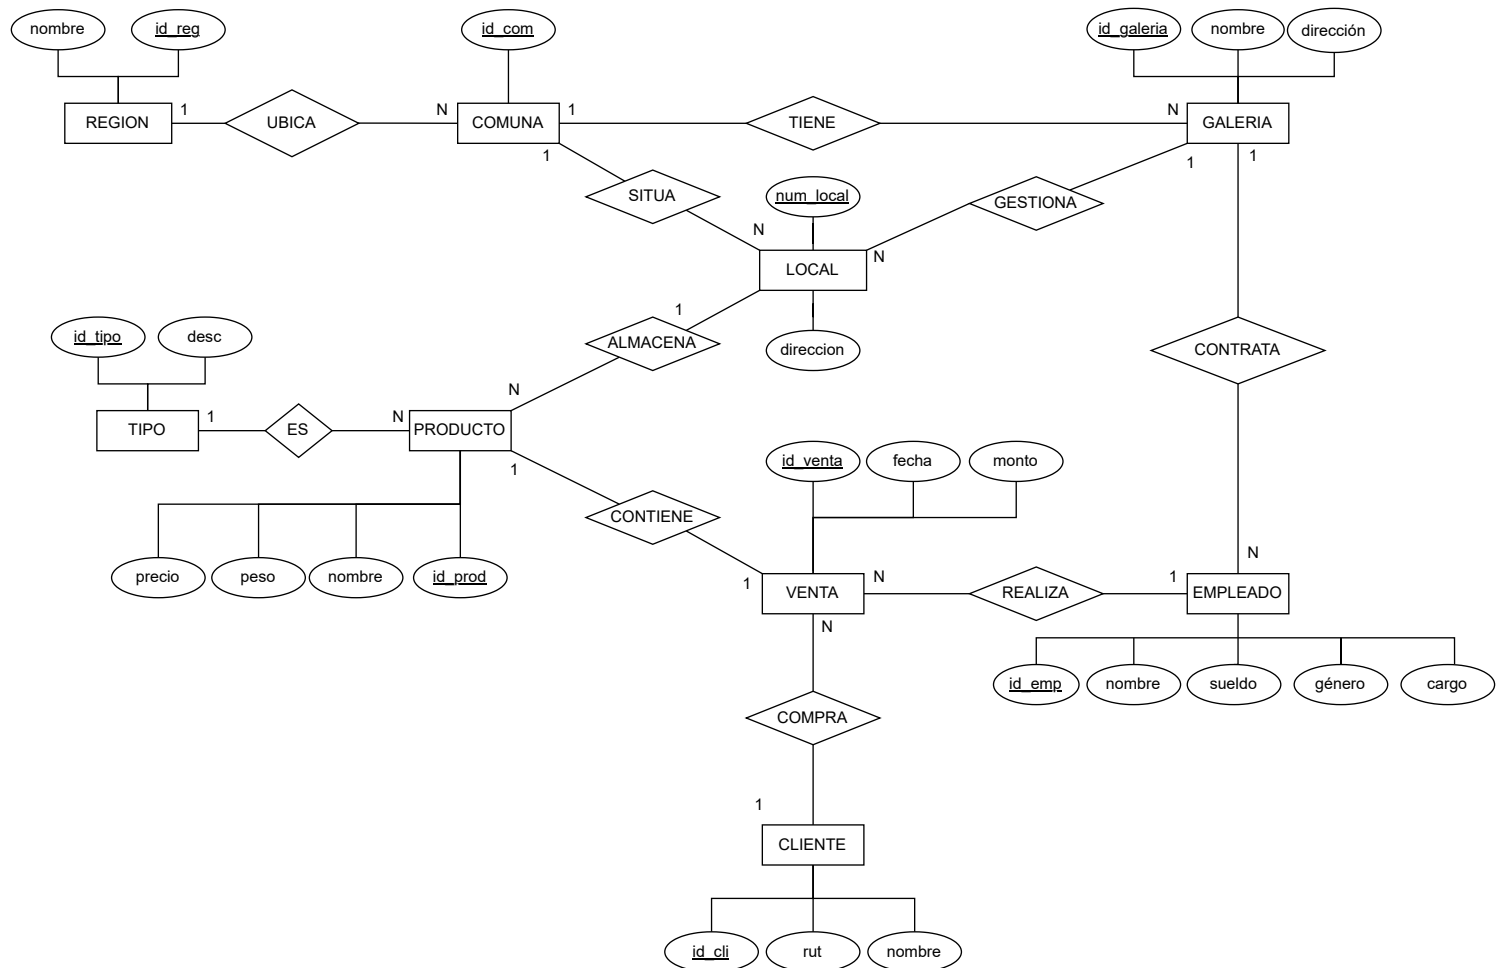 nombre
id_reg
id_com
id_galeria
nombre
dirección
REGION
1
UBICA
N
COMUNA
1
TIENE
N
GALERIA
1
1
1
SITUA
num_local
GESTIONA
N
N
LOCAL
1
ALMACENA
direccion
CONTRATA
id_tipo
desc
N
TIPO
1
ES
N
PRODUCTO
1
id_venta
fecha
monto
CONTIENE
N
precio
peso
nombre
id_prod
1
VENTA
N
REALIZA
1
EMPLEADO
N
id_emp
nombre
sueldo
género
cargo
COMPRA
1
CLIENTE
id_cli
rut
nombre